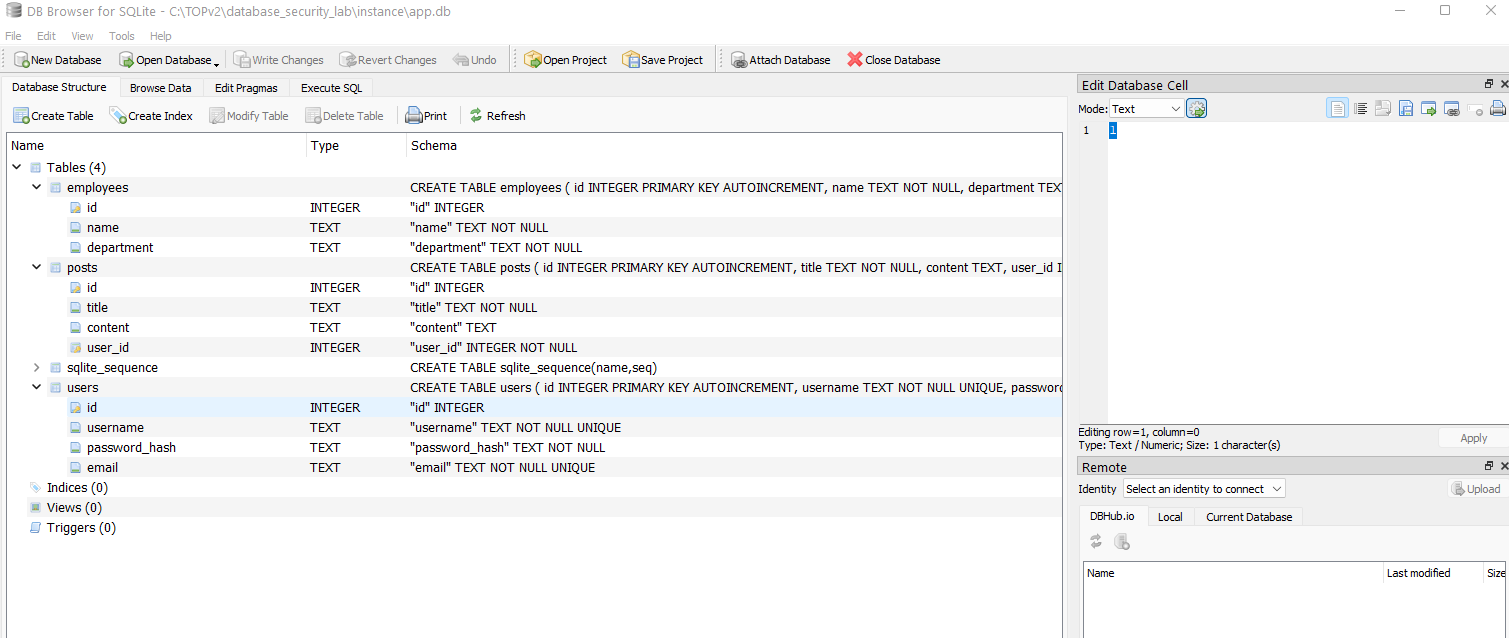 DB Browser for SQLite - C:\TOPv2\database_security_lab\instance\app.db
File Edit View Tools Help
New Database Open Database Write Changes Revert Changes Undo Open Project Save Project Attach Database Close Database
Database Structure Browse Data Edit Pragmas Execute SQL
Create Table Create Index Modify Table Delete Table Print Refresh
Name Type Schema
Tables (4)
employees CREATE TABLE employees ( id INTEGER PRIMARY KEY AUTOINCREMENT, name TEXT NOT NULL, department TEX
id INTEGER "id" INTEGER
name TEXT "name" TEXT NOT NULL
department TEXT "department" TEXT NOT NULL
posts CREATE TABLE posts ( id INTEGER PRIMARY KEY AUTOINCREMENT, title TEXT NOT NULL, content TEXT, user_id I
id INTEGER "id" INTEGER
title TEXT "title" TEXT NOT NULL
content TEXT "content" TEXT
user_id INTEGER "user_id" INTEGER NOT NULL
sqlite_sequence CREATE TABLE sqlite_sequence(name,seq)
users CREATE TABLE users ( id INTEGER PRIMARY KEY AUTOINCREMENT, username TEXT NOT NULL UNIQUE, password
id INTEGER "id" INTEGER
username TEXT "username" TEXT NOT NULL UNIQUE
password_hash TEXT "password_hash" TEXT NOT NULL
email TEXT "email" TEXT NOT NULL UNIQUE
Indices (0)
Views (0)
Triggers (0)
Edit Database Cell
Mode: Text
1 1
Editing row=1, column=0
Type: Text / Numeric; Size: 1 character(s)
Apply
Remote
Identity Select an identity to connect Upload
DBHub.io Local Current Database
Name Last modified Size